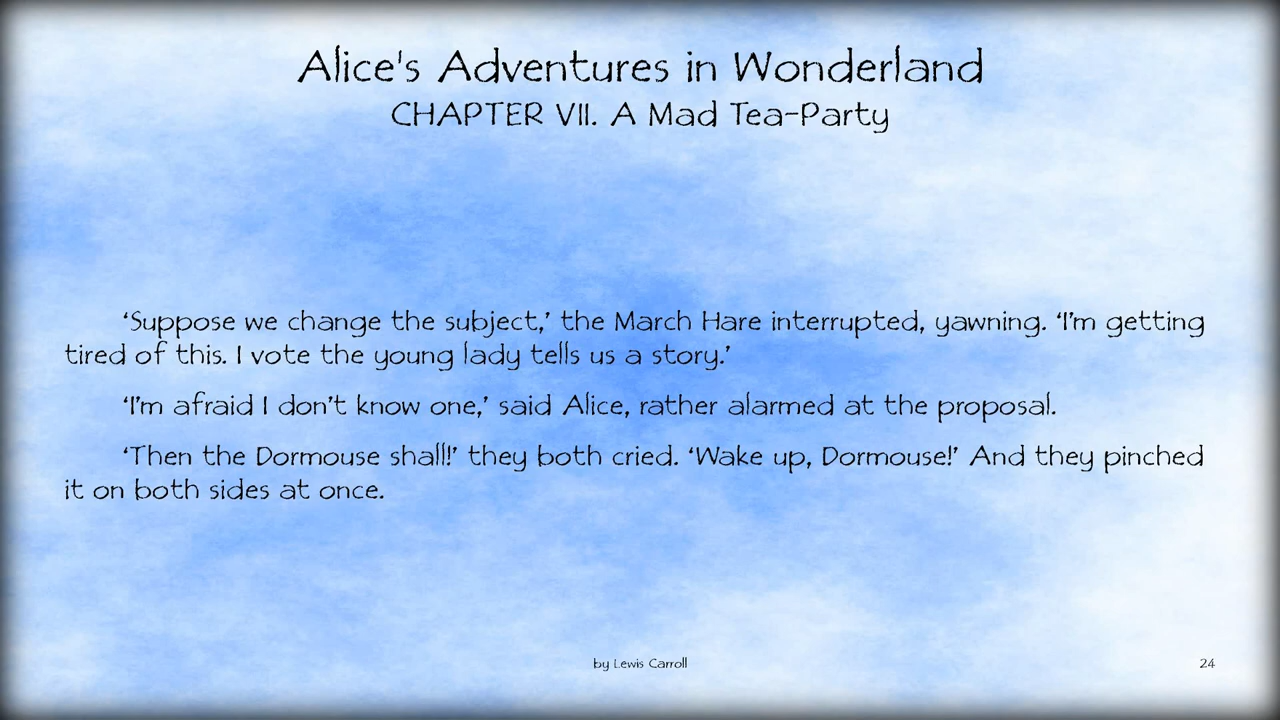 Alice's Adventures in Wonderland
CHAPTER VII. A Mad Tea-Party
‘Suppose we change the subject,’ the March Hare interrupted, yawning. ‘I’m getting
tired of this. I vote the young lady tells us a story.’
‘I’m afraid I don’t know one,’ said Alice, rather alarmed at the proposal.
‘Then the Dormouse shall!’ they both cried. ‘Wake up, Dormouse!’ And they pinched
it on both sides at once.
by Lewis Carroll
24